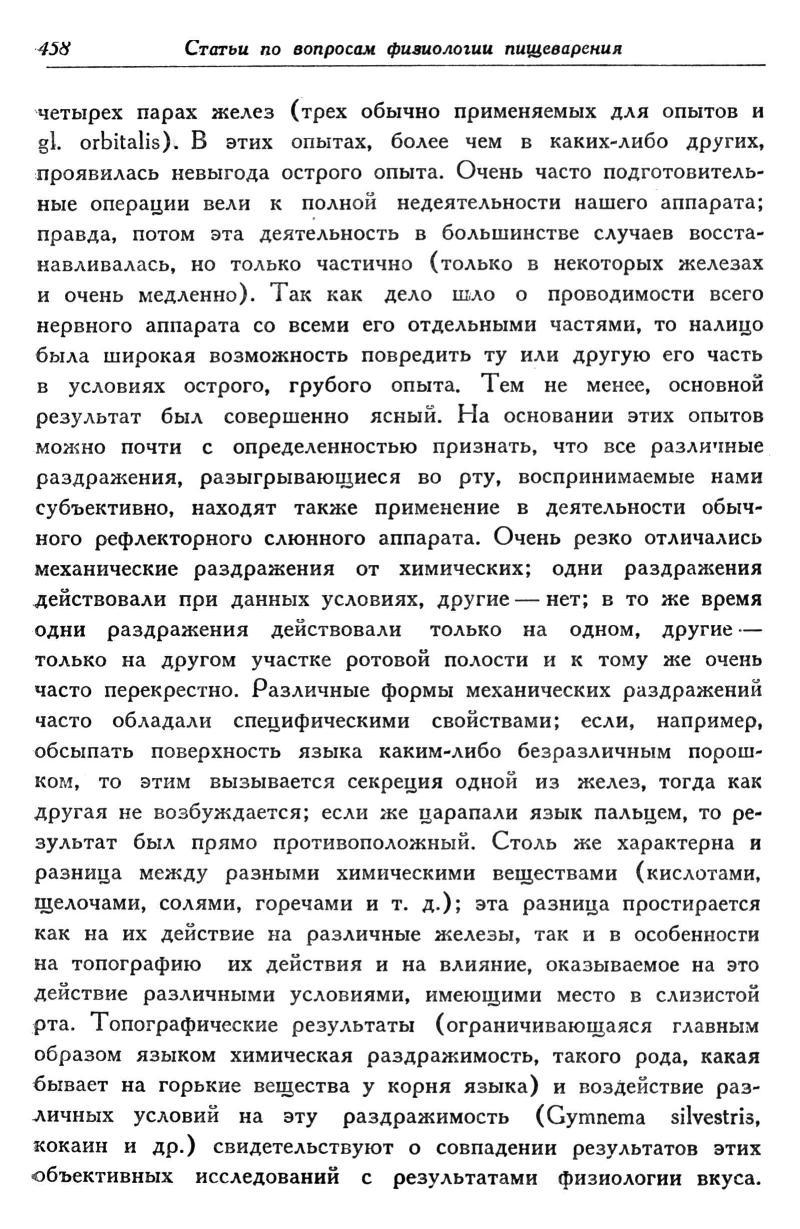 458 Статьи по вопросам физиологии пищеварения
четырех парах желез (трех обычно применяемых для опытов и
gl. orbitalis). В этих опытах, более чем в каких-либо других,
проявилась невыгода острого опыта. Очень часто подготовитель-
ные операции вели к полной недеятельности нашего аппарата;
правда, потом эта деятельность в большинстве случаев восста-
навливалась, но только частично (только в некоторых железах
и очень медленно). Так как дело шло о проводимости всего
нервного аппарата со всеми его отдельными частями, то налицо
была широкая возможность повредить ту или другую его часть
в условиях острого, грубого опыта. Тем не менее, основной
результат был совершенно ясный. На основании этих опытов
можно почти с определенностью признать, что все различные
раздражения, разыгрывающиеся во рту, воспринимаемые нами
субъективно, находят также применение в деятельности обыч-
ного рефлекторного слюнного аппарата. Очень резко отличались
механические раздражения от химических; одни раздражения
действовали при данных условиях, другие — нет; в то же время
одни раздражения действовали только на одном, другие —
только на другом участке ротовой полости и к тому же очень
часто перекрестно. Различные формы механических раздражений
часто обладали специфическими свойствами; если, например,
обсыпать поверхность языка каким-либо безразличным порош-
ком, то этим вызывается секреция одной из желез, тогда как
другая не возбуждается; если же царапали язык пальцем, то ре-
зультат был прямо противоположный. Столь же характерна и
разница между разными химическими веществами (кислотами,
щелочами, солями, горечами и т. д.); эта разница простирается
как на их действие на различные железы, так и в особенности
на топографию их действия и на влияние, оказываемое на это
действие различными условиями, имеющими место в слизистой
рта. Топографические результаты (ограничивающаяся главным
образом языком химическая раздражимость, такого рода, какая
бывает на горькие вещества у корня языка) и воздействие раз-
личных условий на эту раздражимость (Gymnema silvestris,
кокаин и др.) свидетельствуют о совпадении результатов этих
объективных исследований с результатами физиологии вкуса.